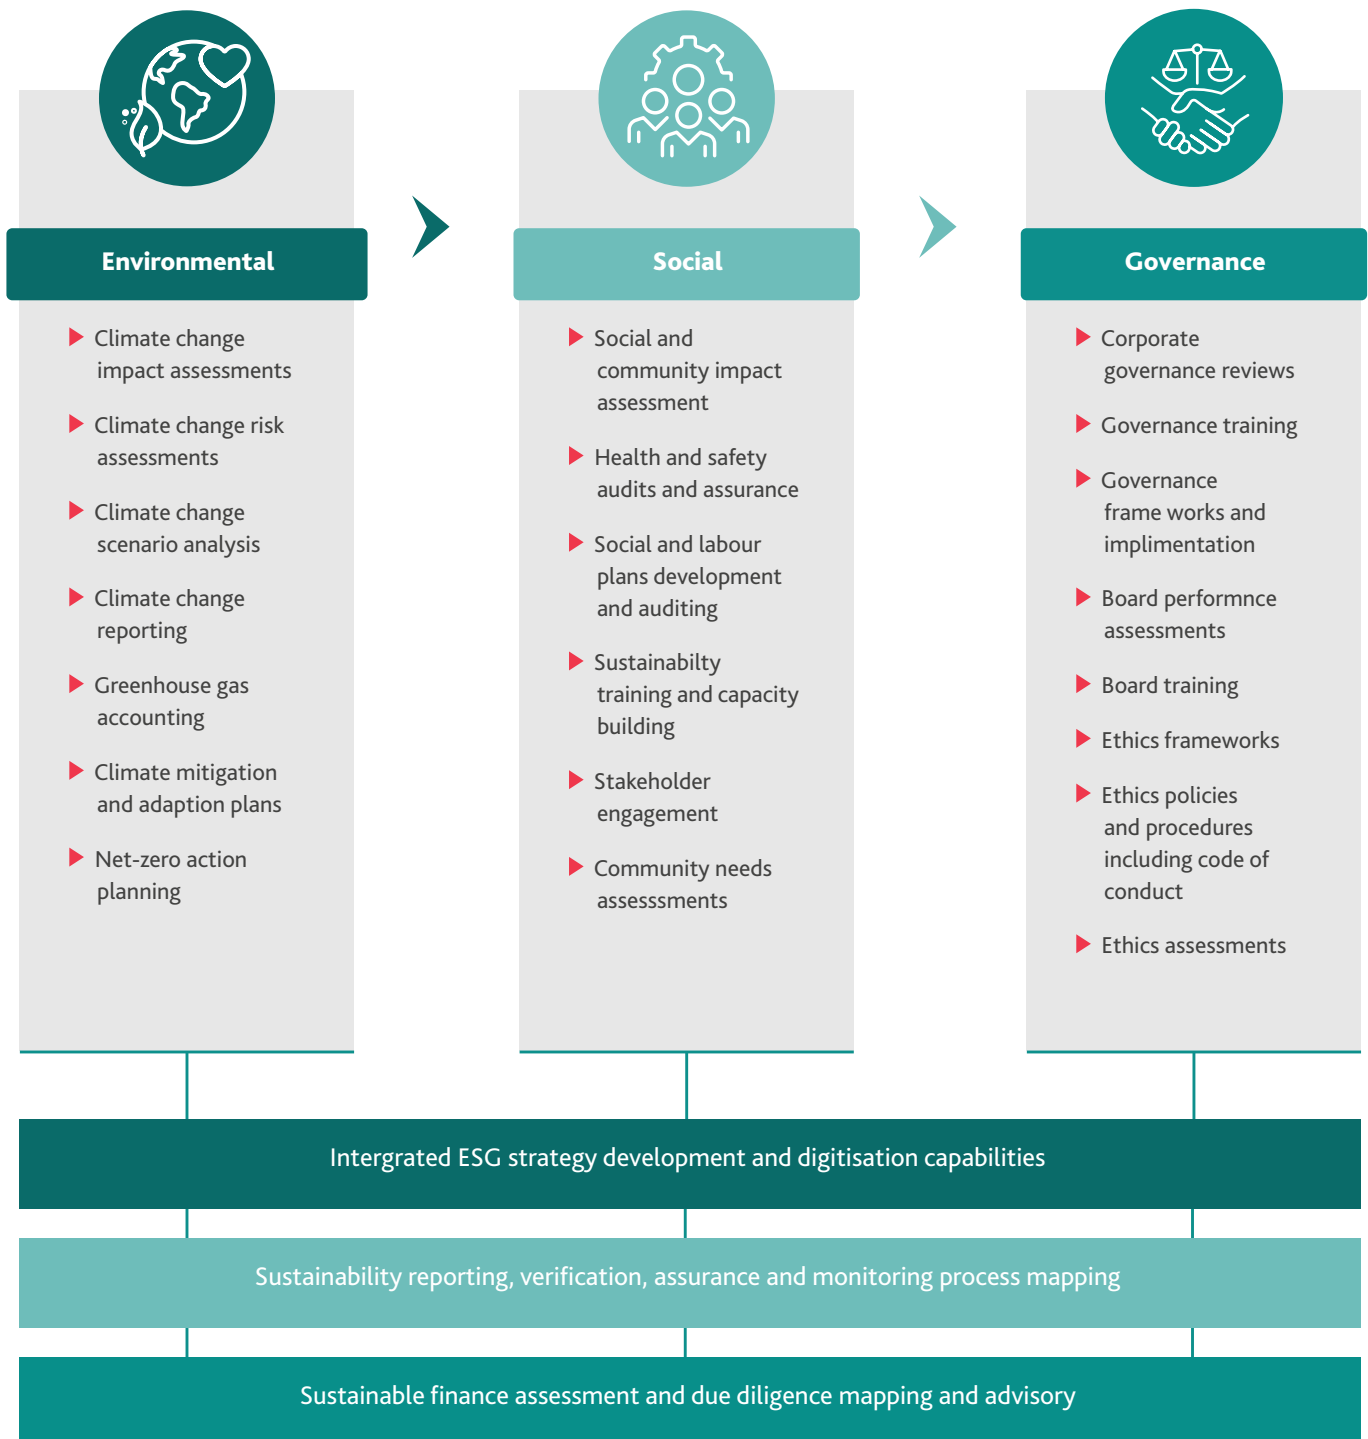 Environmental
Climate change
impact assessments
Climate change risk
assessments
Climate change
scenario analysis
Climate change
reporting
Greenhouse gas
accounting
Climate mitigation
and adaption plans
Net-zero action
planning
Social
Social and
community impact
assessment
Health and safety
audits and assurance
Social and labour
plans development
and auditing
Sustainabilty
training and capacity
building
Stakeholder
engagement
Community needs
assesssments
Governance
Corporate
governance reviews
Governance training
Governance
frame works and
implimentation
Board performnce
assessments
Board training
Ethics frameworks
Ethics policies
and procedures
including code of
conduct
Ethics assessments
Intergrated ESG strategy development and digitisation capabilities
Sustainability reporting, verification, assurance and monitoring process mapping
Sustainable finance assessment and due diligence mapping and advisory